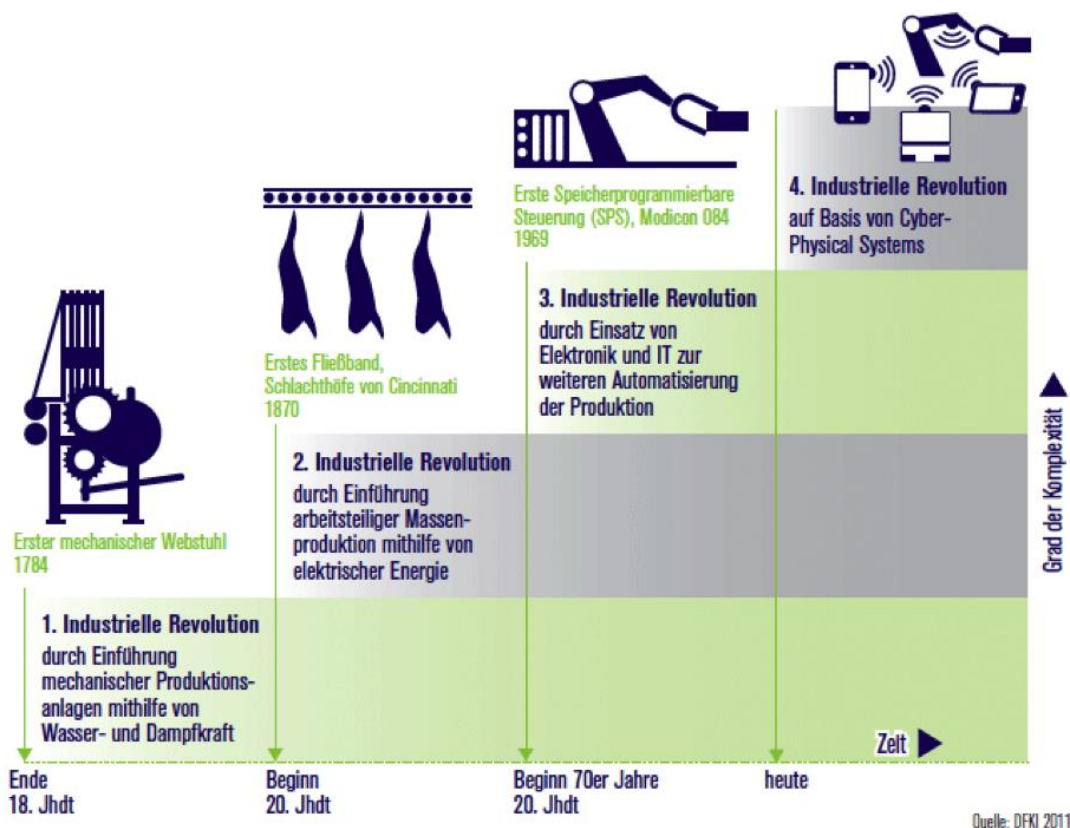 Erster mechanischer Webstuhl
1784
1. Industrielle Revolution
durch Einführung
mechanischer Produktions-
anlagen mithilfe von
Wasser- und Dampfkraft
Erstes Fließband,
Schlachthöfe von Cincinnati
1870
2. Industrielle Revolution
durch Einführung
arbeitsteiliger Massen-
produktion mithilfe von
elektrischer Energie
Erste Speicherprogrammierbare
Steuerung (SPS), Modicon 084
1969
3. Industrielle Revolution
durch Einsatz von
Elektronik und IT zur
weiteren Automatisierung
der Produktion
4. Industrielle Revolution
auf Basis von Cyber-
Physical Systems
Grad der Komplexität
Zeit
Ende
18. Jhdt
Beginn
20. Jhdt
Beginn 70er Jahre
20. Jhdt
heute
Quelle: DFKI 2011